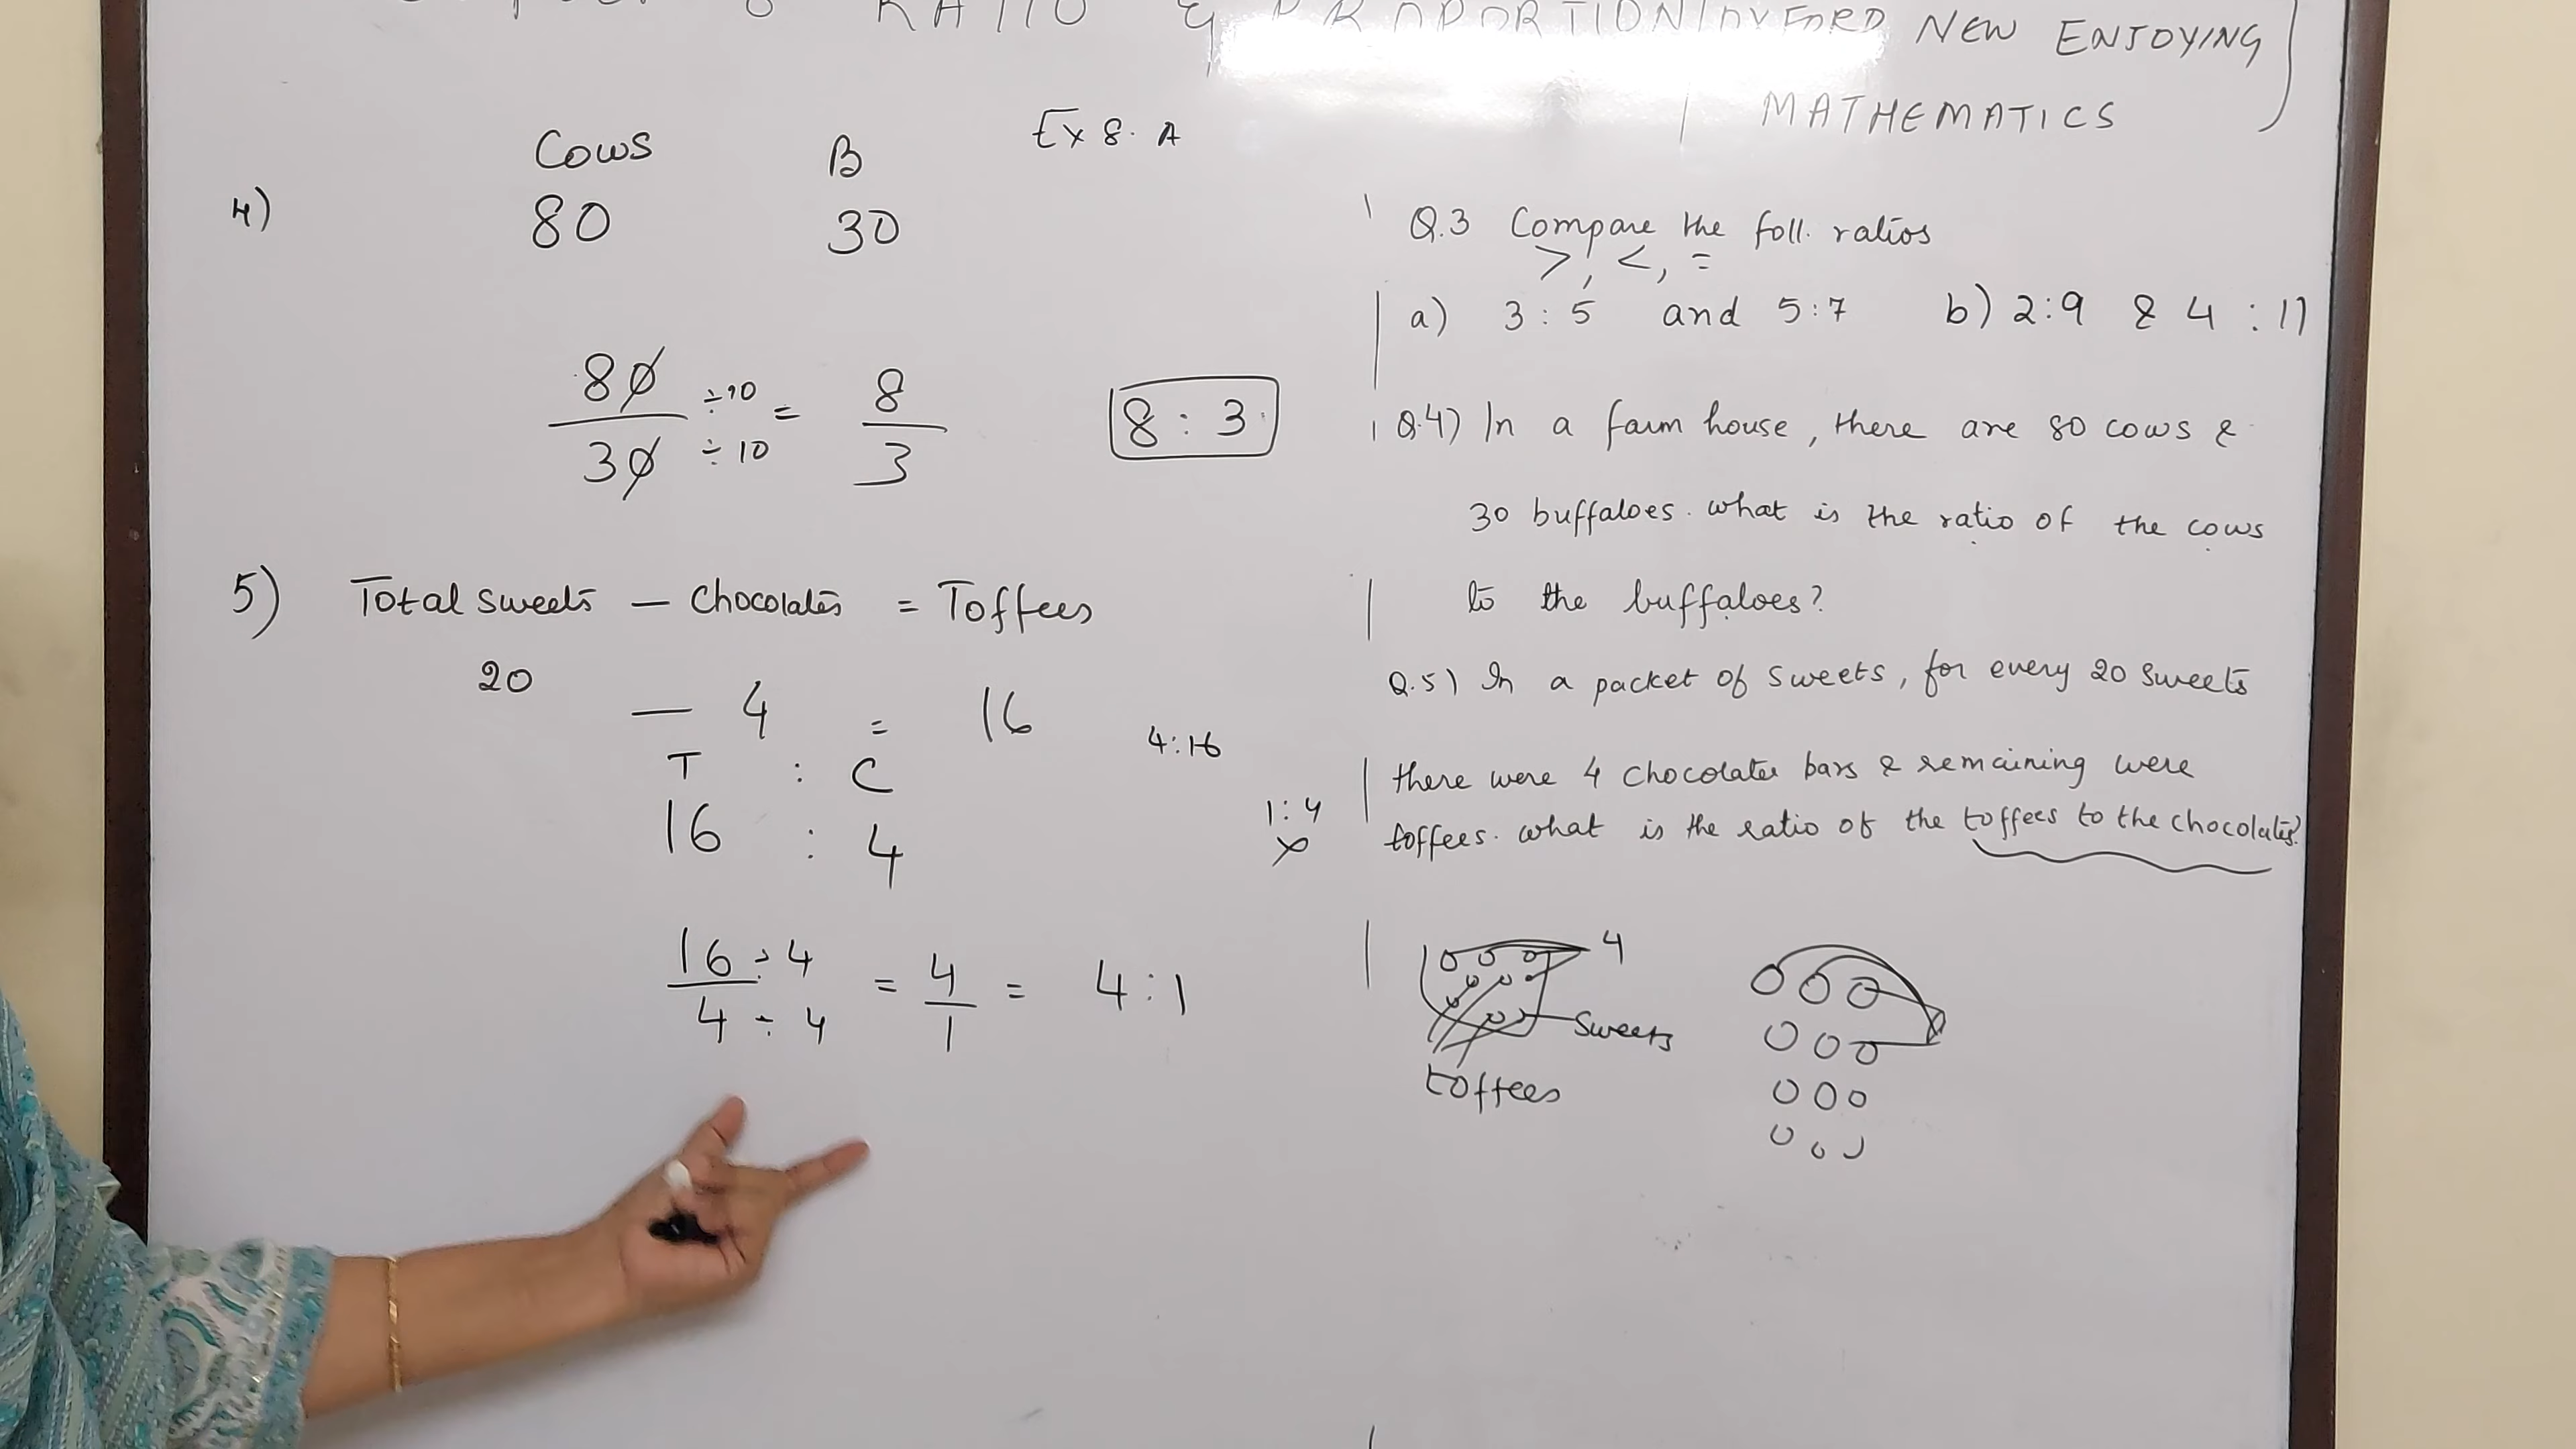 RATIO & PROPORTION NEW ENJOYING
MATHEMATICS
Ex 8. A
Cows B
4) 80 30
80 ÷10 = 8
30 ÷10 3
8 : 3
5) Total sweets — Chocolates = Toffees
20 — 4 = 16
T : C
16 : 4
4:16
1:4
×
16 ÷ 4 = 4 = 4:1
4 ÷ 4 1
Q.3 Compare the foll. ratios
>, <, =
a) 3:5 and 5:7 b) 2:9 & 4:11
Q.4) In a farm house, there are 80 cows &
30 buffaloes. what is the ratio of the cows
to the buffaloes?
Q.5) In a packet of sweets, for every 20 sweets
there were 4 chocolates bars & remaining were
toffees. what is the ratio of the toffees to the chocolates?
4
Sweets
toffees